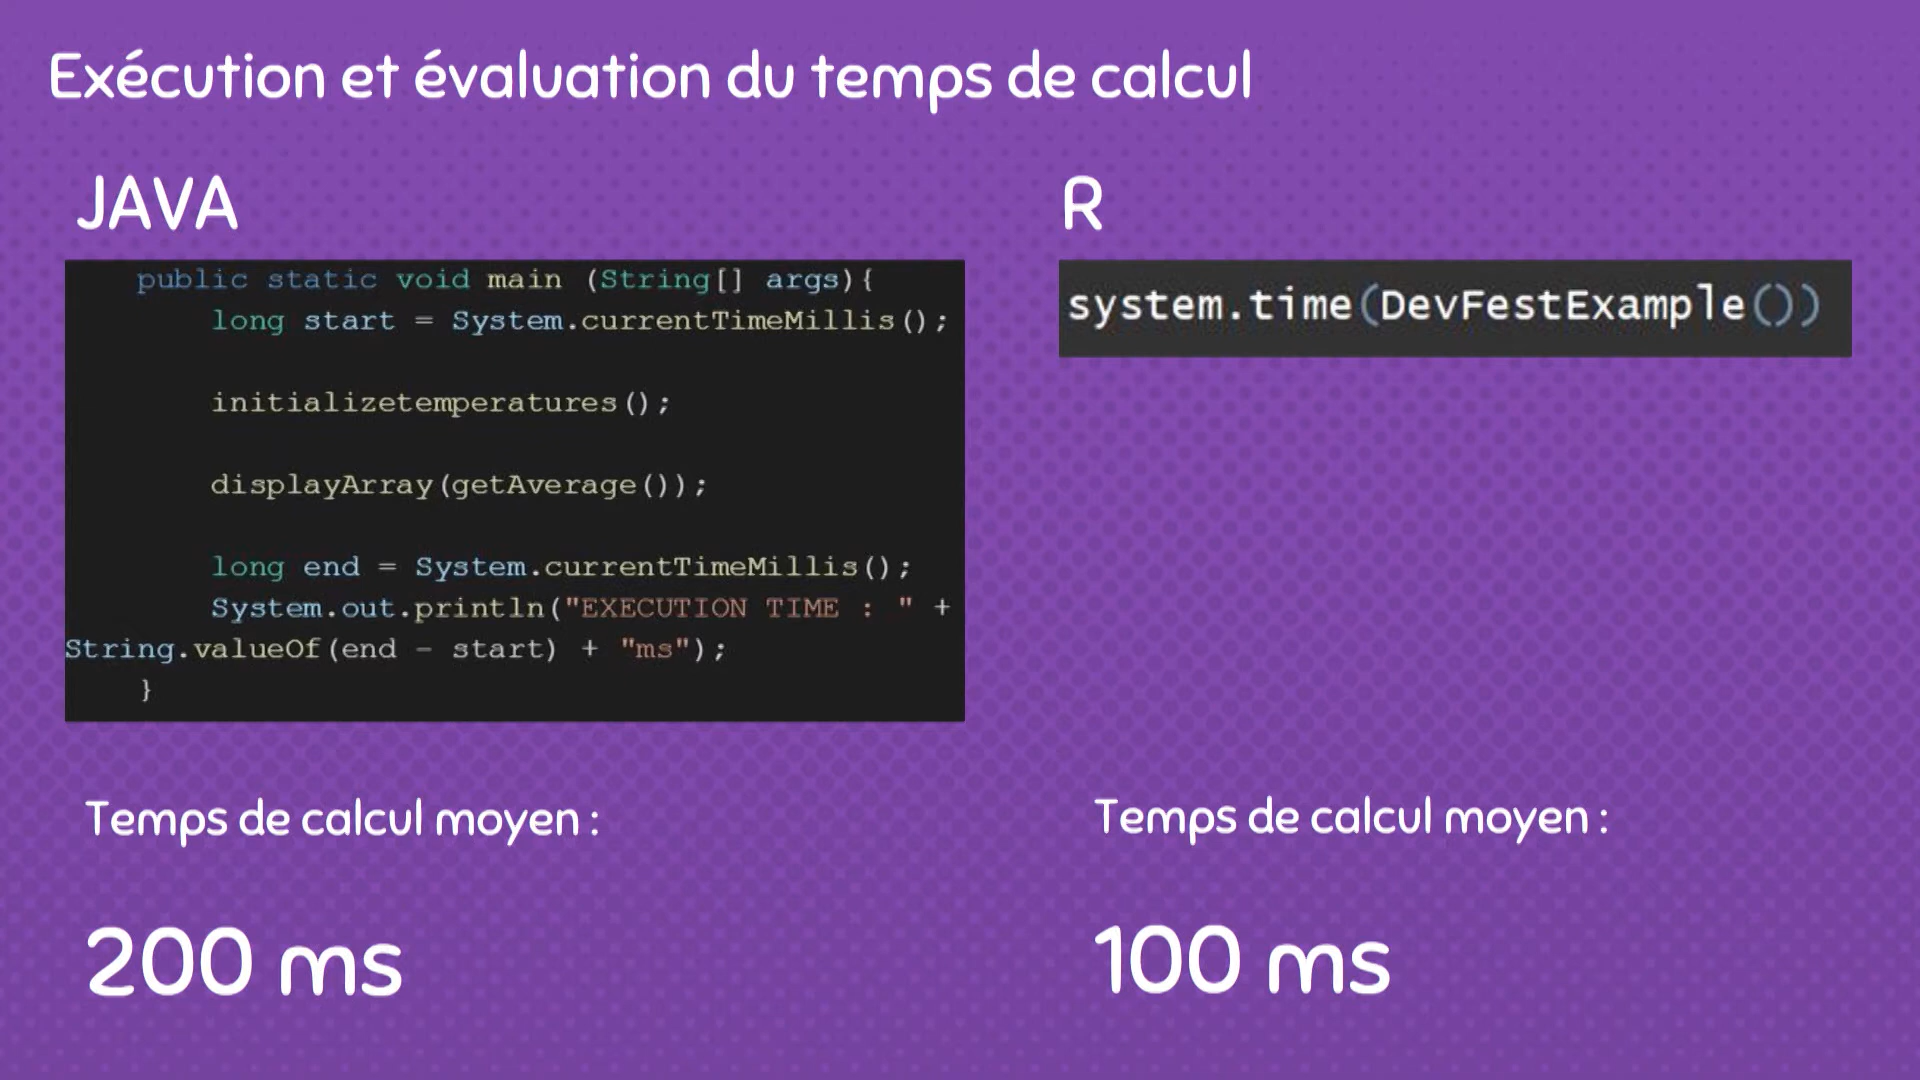 Exécution et évaluation du temps de calcul
JAVA
public static void main (String[] args){
long start = System.currentTimeMillis();
initializetemperatures();
displayArray(getAverage());
long end = System.currentTimeMillis();
System.out.println("EXECUTION TIME : " +
String.valueOf(end - start) + "ms");
}
Temps de calcul moyen :
200 ms
R
system.time(DevFestExample())
Temps de calcul moyen :
100 ms